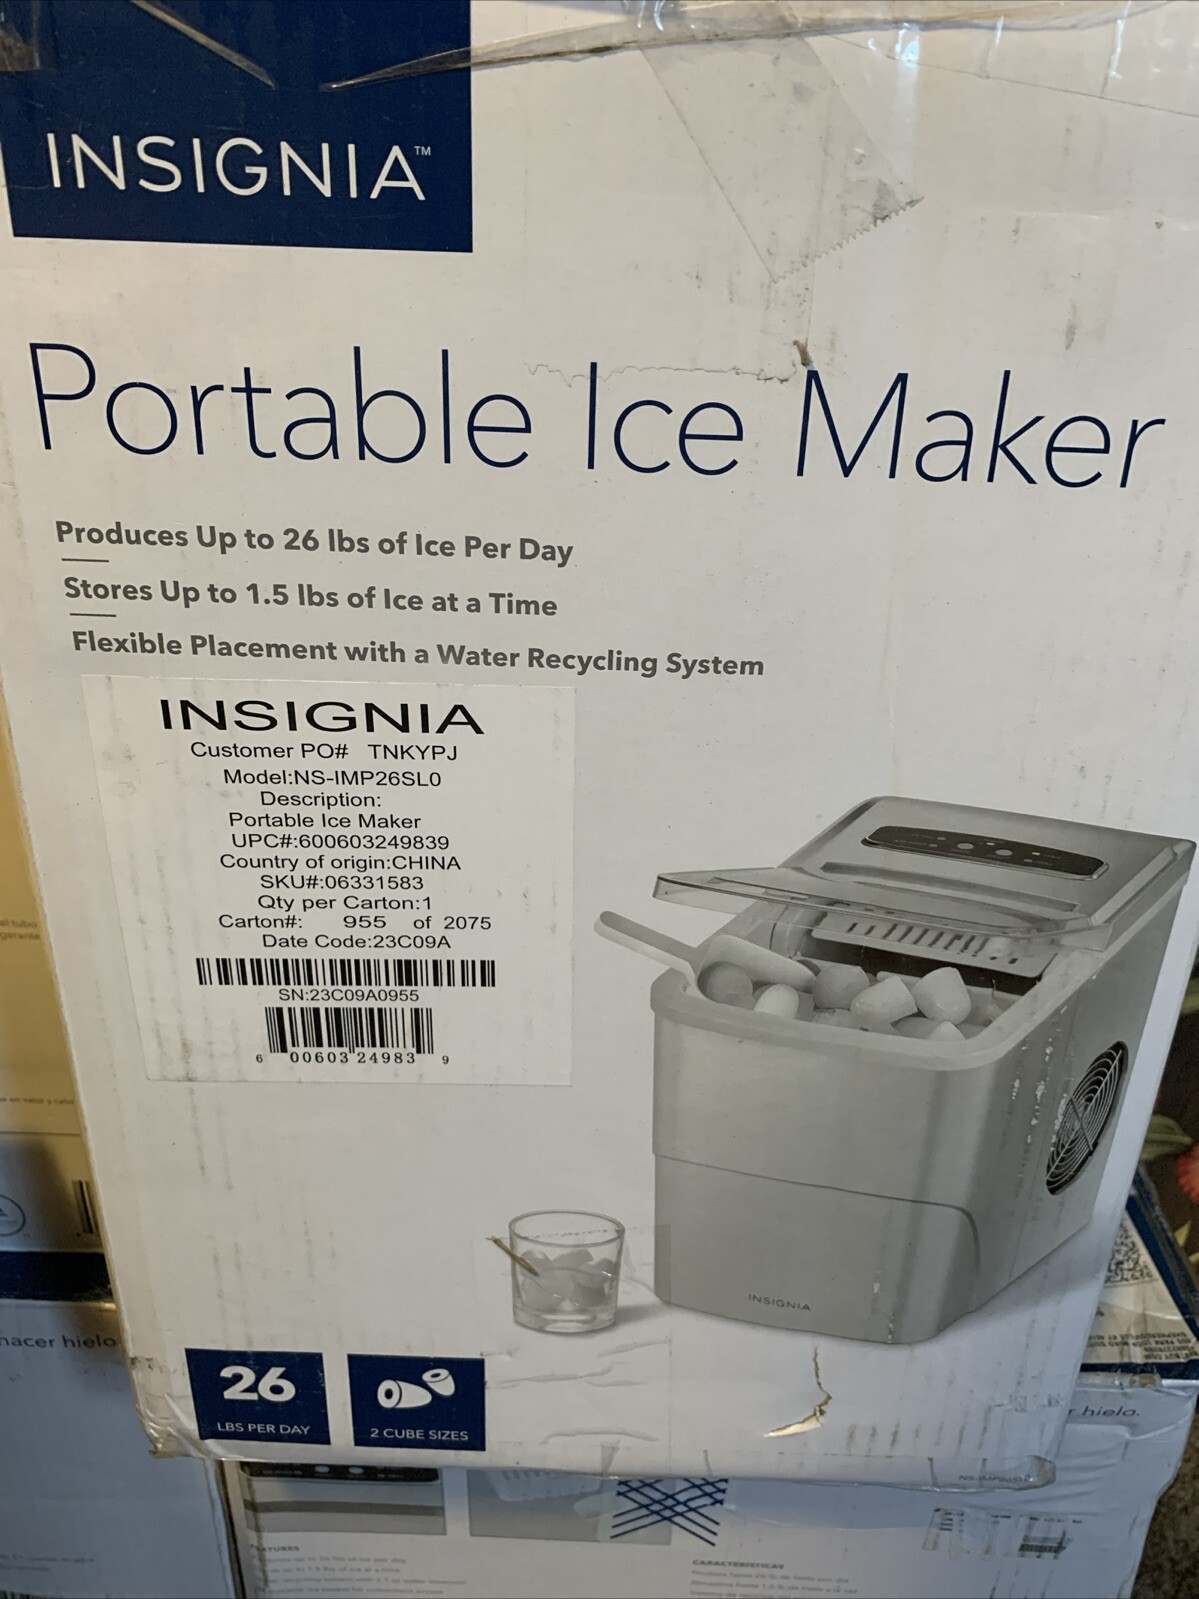 INSIGNIA™
Portable Ice Maker
Produces Up to 26 lbs of Ice Per Day
Stores Up to 1.5 lbs of Ice at a Time
Flexible Placement with a Water Recycling System
INSIGNIA
Customer PO# TNKYPJ
Model:NS-IMP26SL0
Description:
Portable Ice Maker
UPC#:600603249839
Country of origin:CHINA
SKU#:06331583
Qty per Carton:1
Carton#: 955 of 2075
Date Code:23C09A
SN:23C09A0955
6 00603 24983 9
INSIGNIA
26
LBS PER DAY
2 CUBE SIZES
hacer hielo
r hielo.
CARACTERÍSTICAS